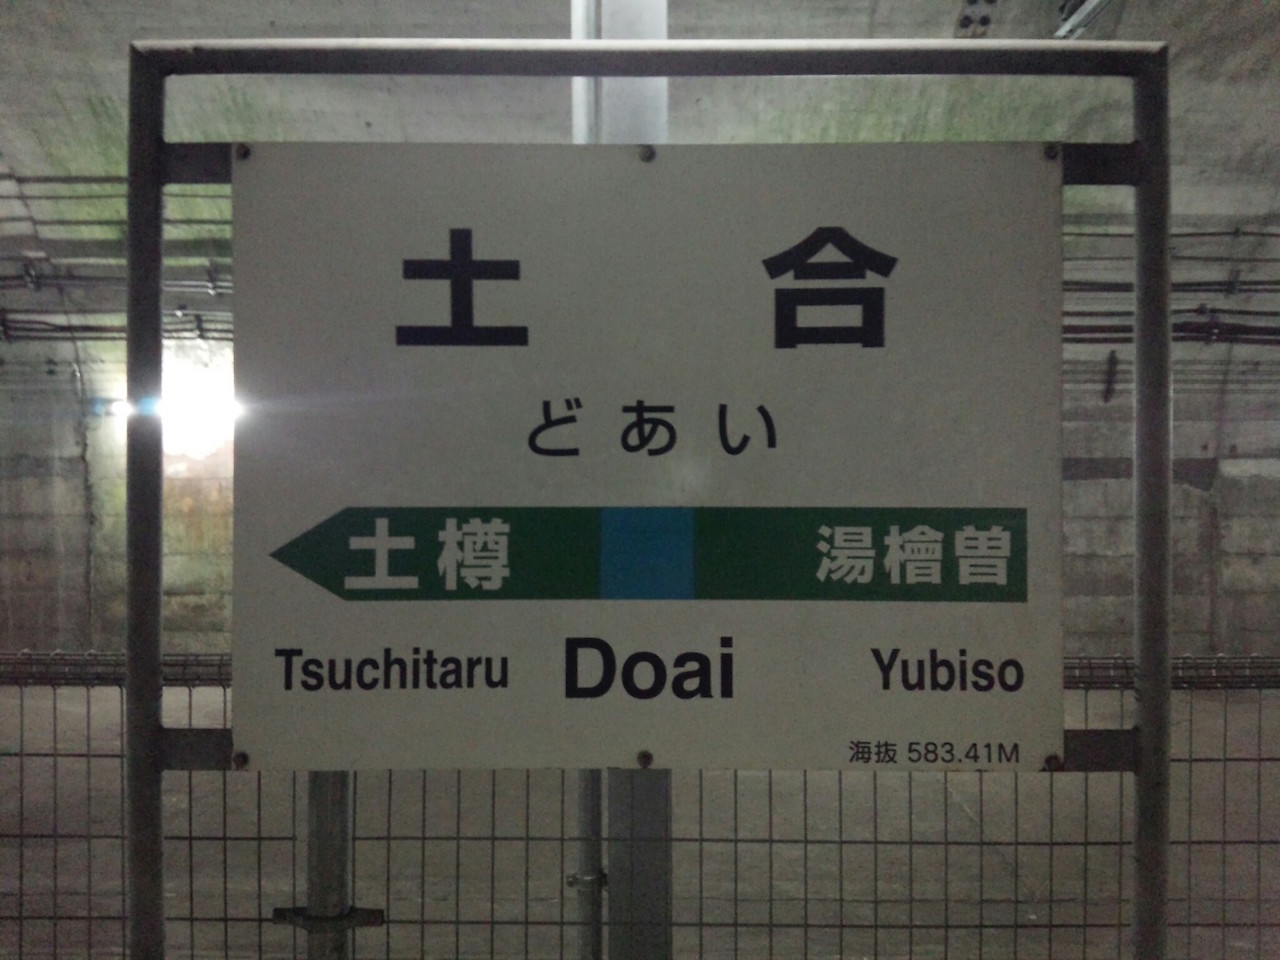 土合
どあい
土樽 湯檜曽
Tsuchitaru Doai Yubiso
海抜 583.41M